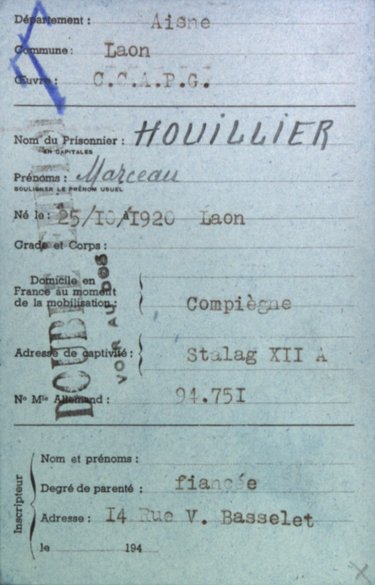 Département : Aisne
Commune : Laon
Œuvre : C.C.A.P.G.
Nom du Prisonnier : HOUILLIER
EN CAPITALES
Prénoms : Marceau
SOULIGNER LE PRÉNOM USUEL
Né le : 25/10/1920 à Laon
Grade et Corps :
Domicile en
France au moment
de la mobilisation : Compiègne
Adresse de captivité : Stalag XII A
No Mle Allemand : 94.75I
DOUBLE
VOIR AU DOS
Inscripteur
Nom et prénoms :
Degré de parenté : fiancée
Adresse : I4 Rue V. Basselet
le 194